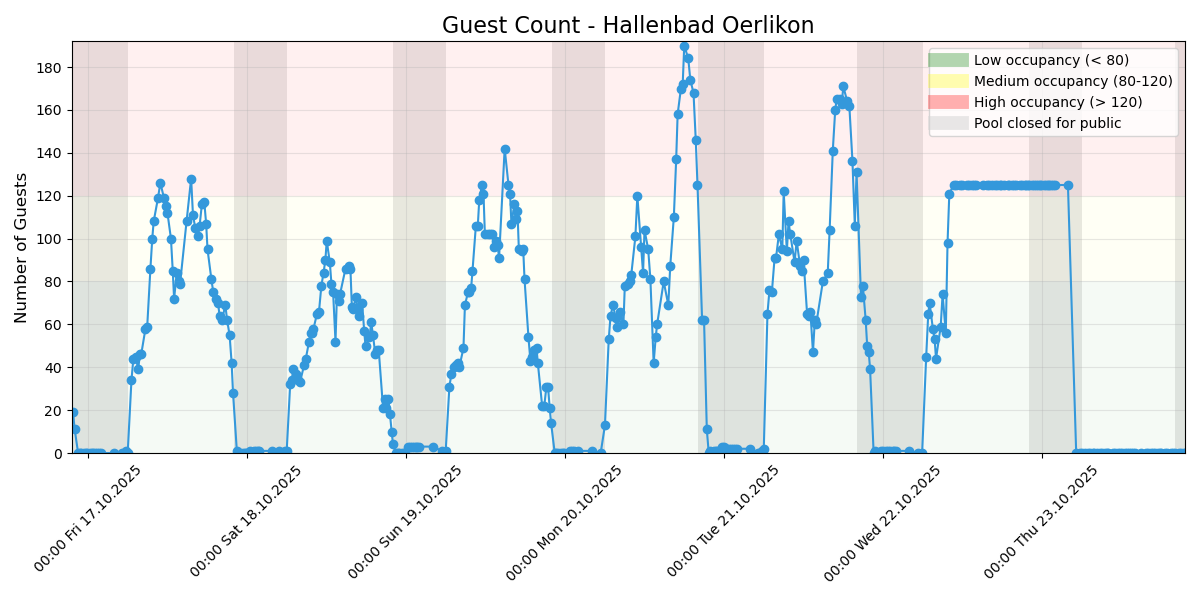 Guest Count - Hallenbad Oerlikon
Number of Guests
180
160
140
120
100
80
60
40
20
0
Low occupancy (< 80)
Medium occupancy (80-120)
High occupancy (> 120)
Pool closed for public
00:00 Fri 17.10.2025
00:00 Sat 18.10.2025
00:00 Sun 19.10.2025
00:00 Mon 20.10.2025
00:00 Tue 21.10.2025
00:00 Wed 22.10.2025
00:00 Thu 23.10.2025